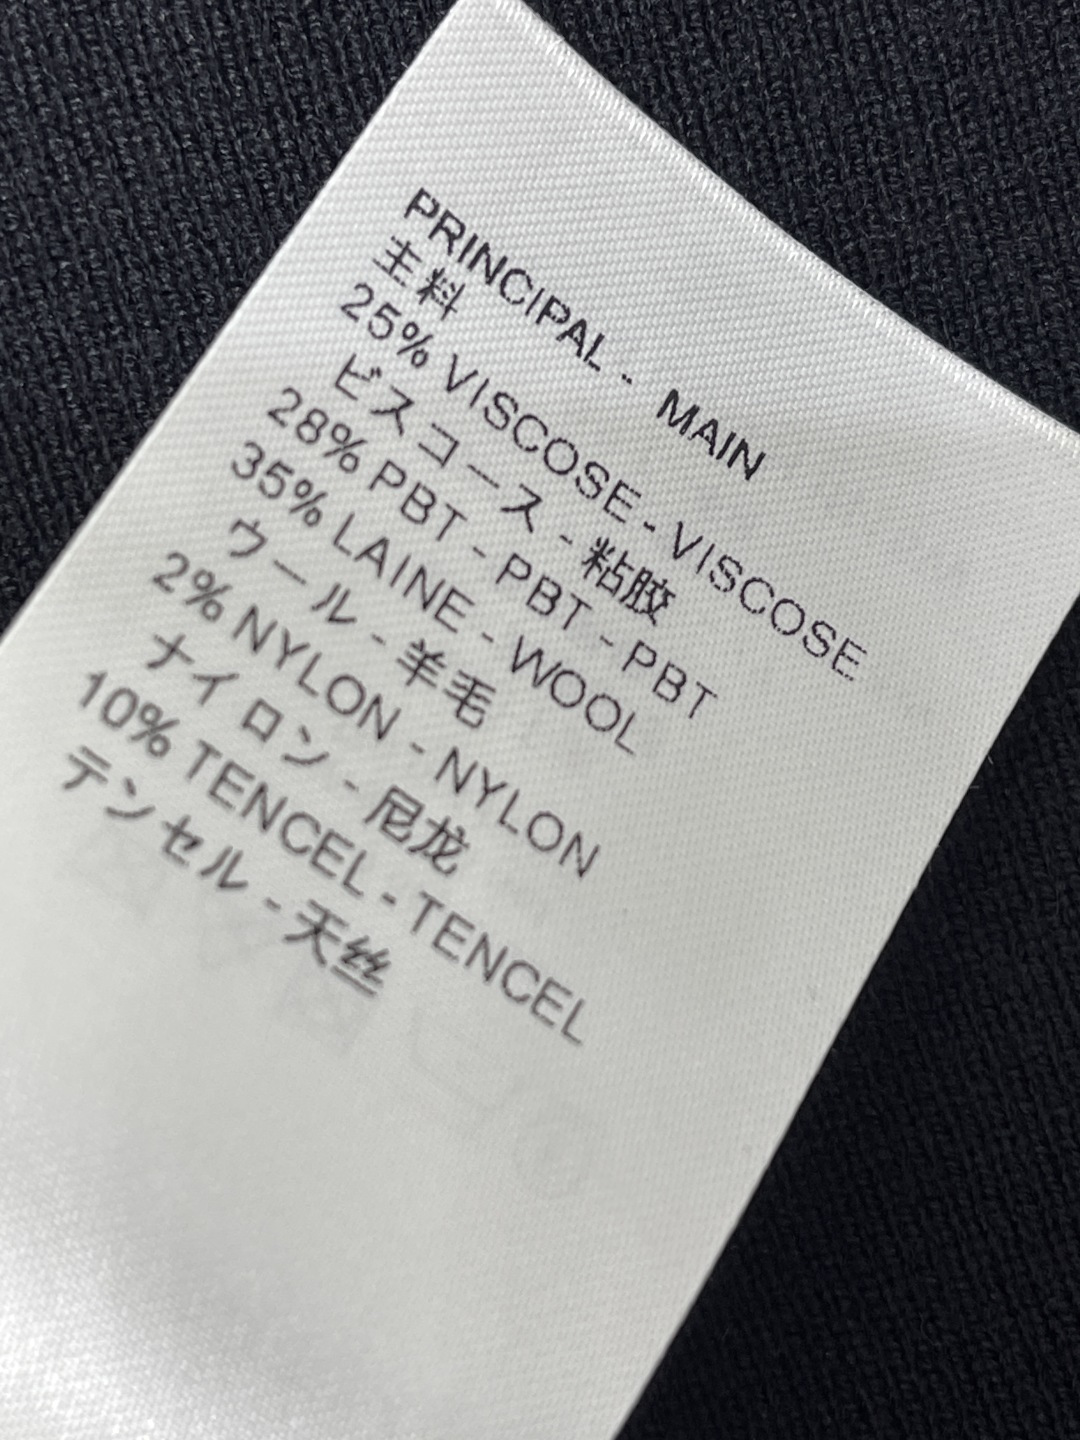 PRINCIPAL - MAIN
主料
25% VISCOSE - VISCOSE
ビスコース - 粘胶
28% PBT - PBT - PBT
35% LAINE - WOOL
ウール - 羊毛
2% NYLON - NYLON
ナイロン - 尼龙
10% TENCEL - TENCEL
テンセル - 天丝